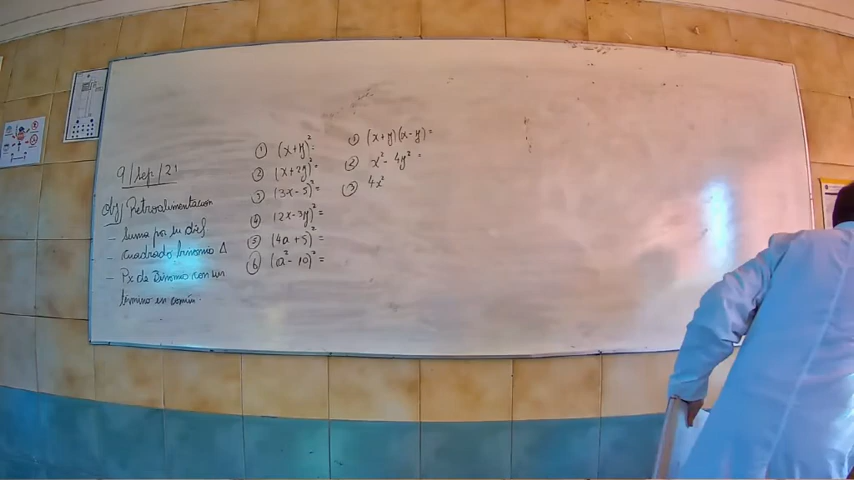 9/Sep/21
Obj/ Retroalimentación
- Suma por su dif
- Cuadrado binomio Δ
- Px de Binomio con un
término en común.
① (x+y)²=
② (x+2y)²=
③ (3x-5)²=
④ (2x-3y)²=
⑤ (4a+5)²=
⑥ (a²-10)²=
① (x+y)(x-y)=
② x²-4y²=
③ 4x²